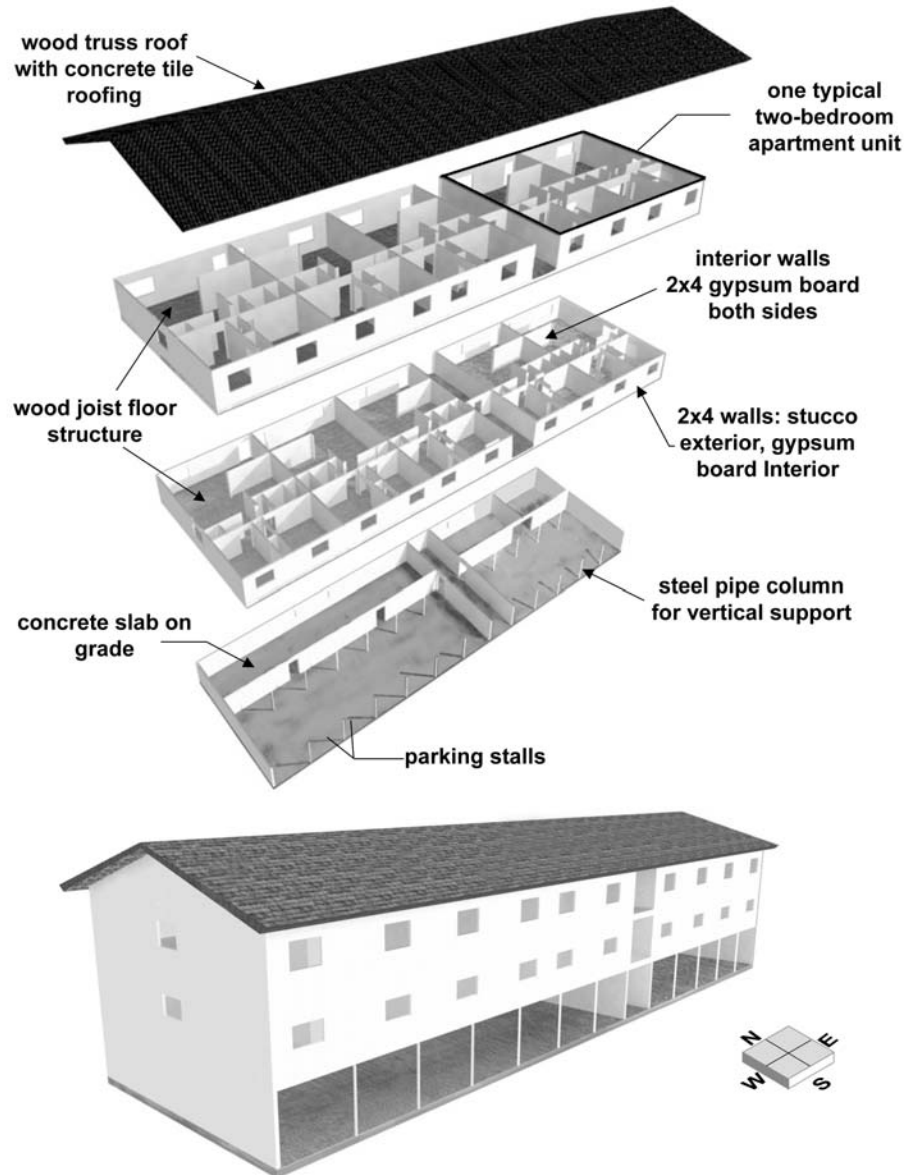 wood truss roof
with concrete tile
roofing
one typical
two-bedroom
apartment unit
interior walls
2x4 gypsum board
both sides
wood joist floor
structure
2x4 walls: stucco
exterior, gypsum
board Interior
steel pipe column
for vertical support
concrete slab on
grade
parking stalls
N
E
W
S